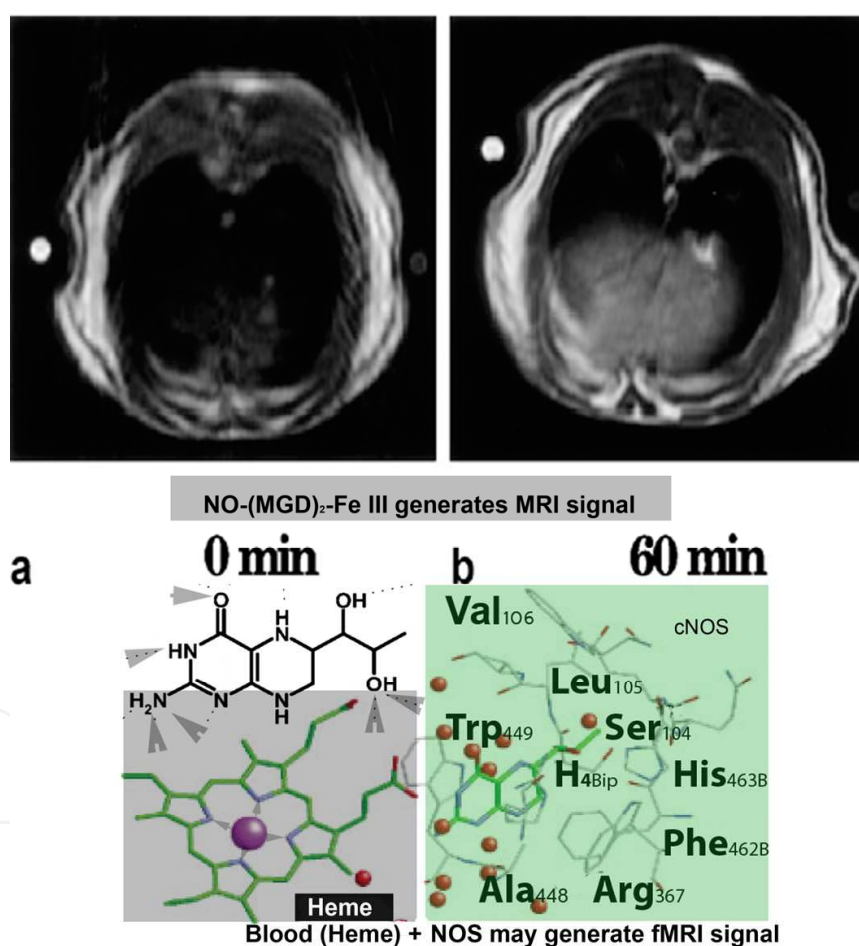 NO-(MGD)₂-Fe III generates MRI signal
a 0 min b 60 min
O
H
N
OH
HN
OH
H₂N
N
N
H
Heme
Val106
cNOS
Leu105
Trp449
Ser104
H4Bip
His463B
Phe462B
Ala448
Arg367
Blood (Heme) + NOS may generate fMRI signal